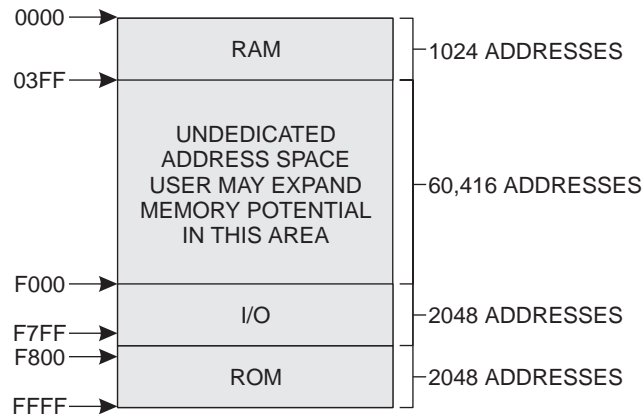 0000
RAM
1024 ADDRESSES
03FF
UNDEDICATED
ADDRESS SPACE
USER MAY EXPAND
MEMORY POTENTIAL
IN THIS AREA
60,416 ADDRESSES
F000
I/O
2048 ADDRESSES
F7FF
F800
ROM
2048 ADDRESSES
FFFF